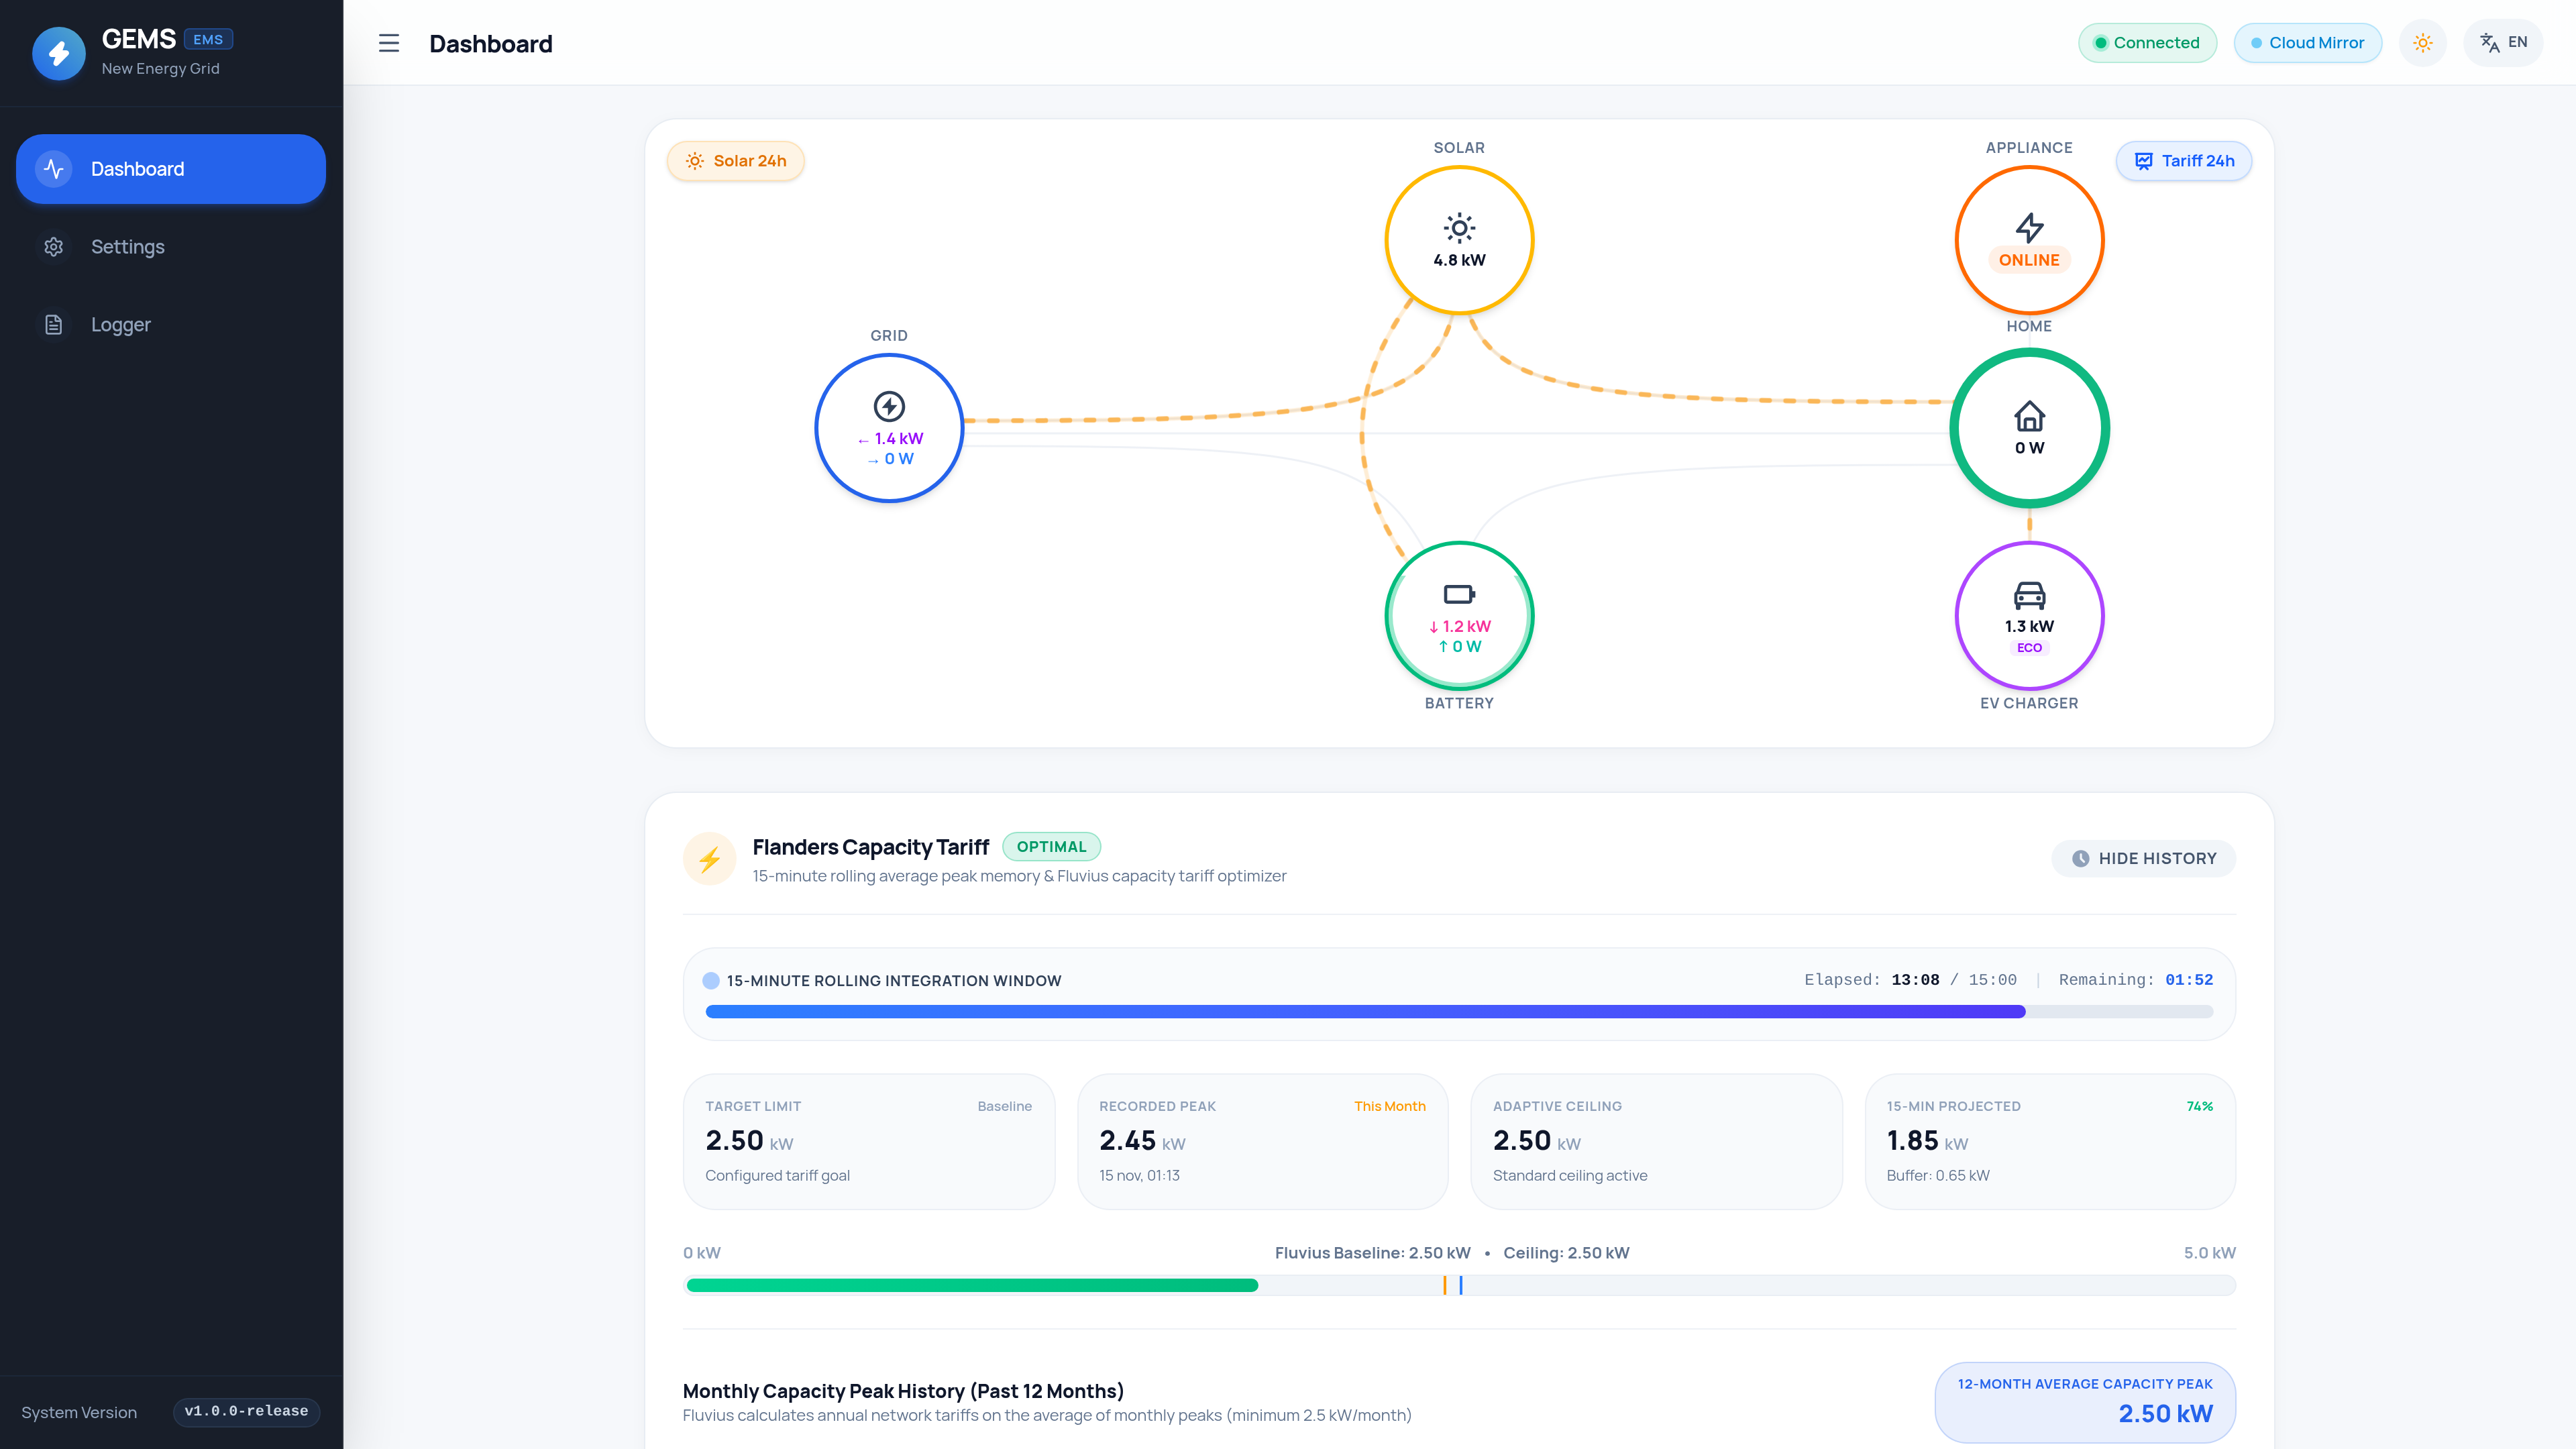 GEMS EMS
New Energy Grid
Dashboard
Settings
Logger
System Version v1.0.0-release
Dashboard
Connected
Cloud Mirror
EN
Solar 24h
SOLAR
4.8 kW
APPLIANCE
ONLINE
Tariff 24h
GRID
← 1.4 kW
→ 0 W
HOME
0 W
↓ 1.2 kW
↑ 0 W
BATTERY
1.3 kW
ECO
EV CHARGER
Flanders Capacity Tariff OPTIMAL
15-minute rolling average peak memory & Fluvius capacity tariff optimizer
HIDE HISTORY
15-MINUTE ROLLING INTEGRATION WINDOW
Elapsed: 13:08 / 15:00 | Remaining: 01:52
TARGET LIMIT Baseline
2.50 kW
Configured tariff goal
RECORDED PEAK This Month
2.45 kW
15 nov, 01:13
ADAPTIVE CEILING
2.50 kW
Standard ceiling active
15-MIN PROJECTED 74%
1.85 kW
Buffer: 0.65 kW
0 kW Fluvius Baseline: 2.50 kW • Ceiling: 2.50 kW 5.0 kW
Monthly Capacity Peak History (Past 12 Months)
Fluvius calculates annual network tariffs on the average of monthly peaks (minimum 2.5 kW/month)
12-MONTH AVERAGE CAPACITY PEAK
2.50 kW